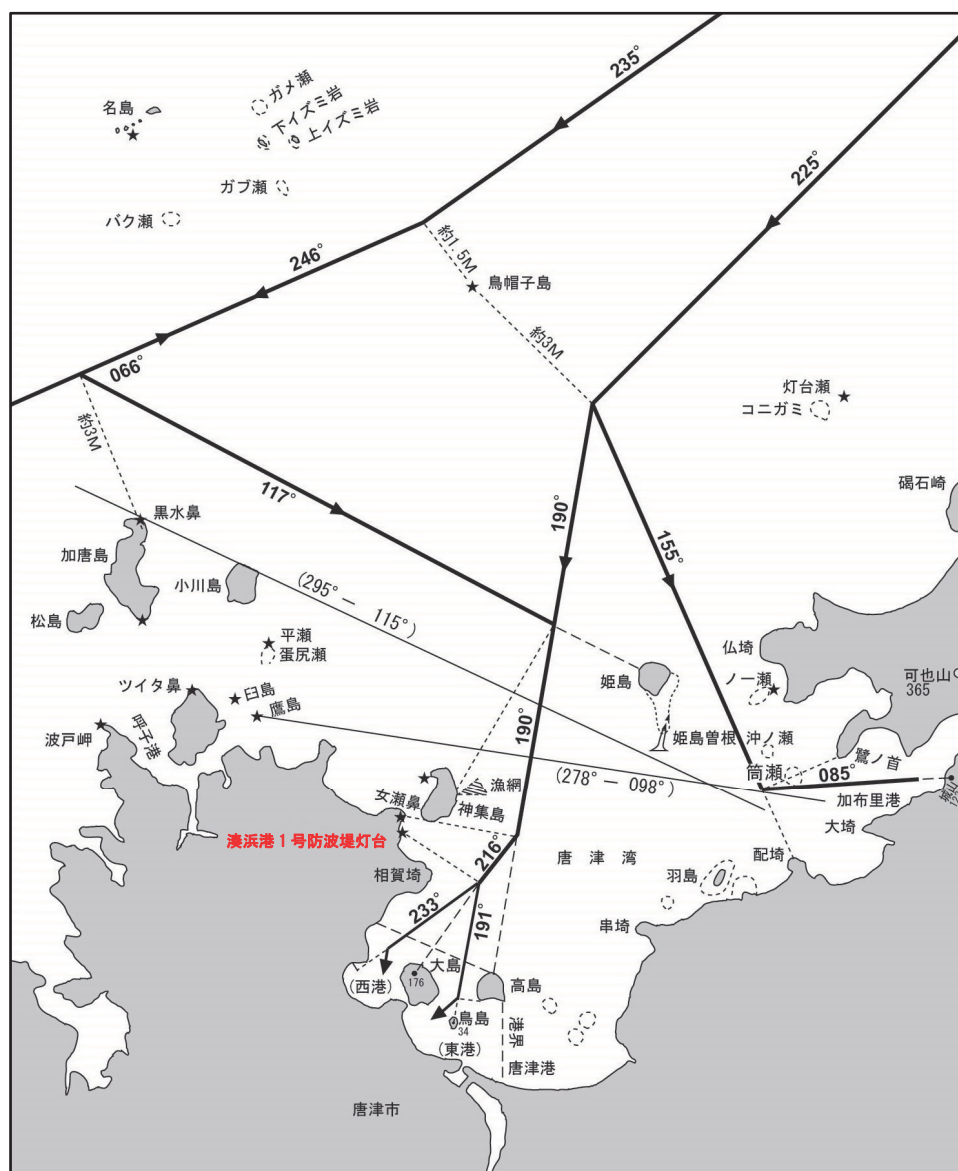 235°
ガメ瀬
名島
下イズミ岩
上イズミ岩
225°
ガブ瀬
バク瀬
約1.5M
246°
烏帽子島
約3M
066°
灯台瀬
コニガミ
約3M
117°
碣石崎
黒水鼻
190°
155°
加唐島
小川島
(295° — 115°)
松島
平瀬
蛋尻瀬
仏埼
可也山
365
姫島
ノー瀬
ツイタ鼻
臼島
鷹島
呼子港
波戸岬
190°
姫島曽根
沖ノ瀬
鷺ノ首
筒瀬
085°
(278° — 098°)
漁網
神集島
加布里港
城山
女瀬鼻
大埼
湊浜港1号防波堤灯台
216°
唐津湾
配埼
相賀埼
羽島
233°
191°
串埼
大島
176
(西港)
高島
鳥島
34
(東港)
港界
唐津港
唐津市